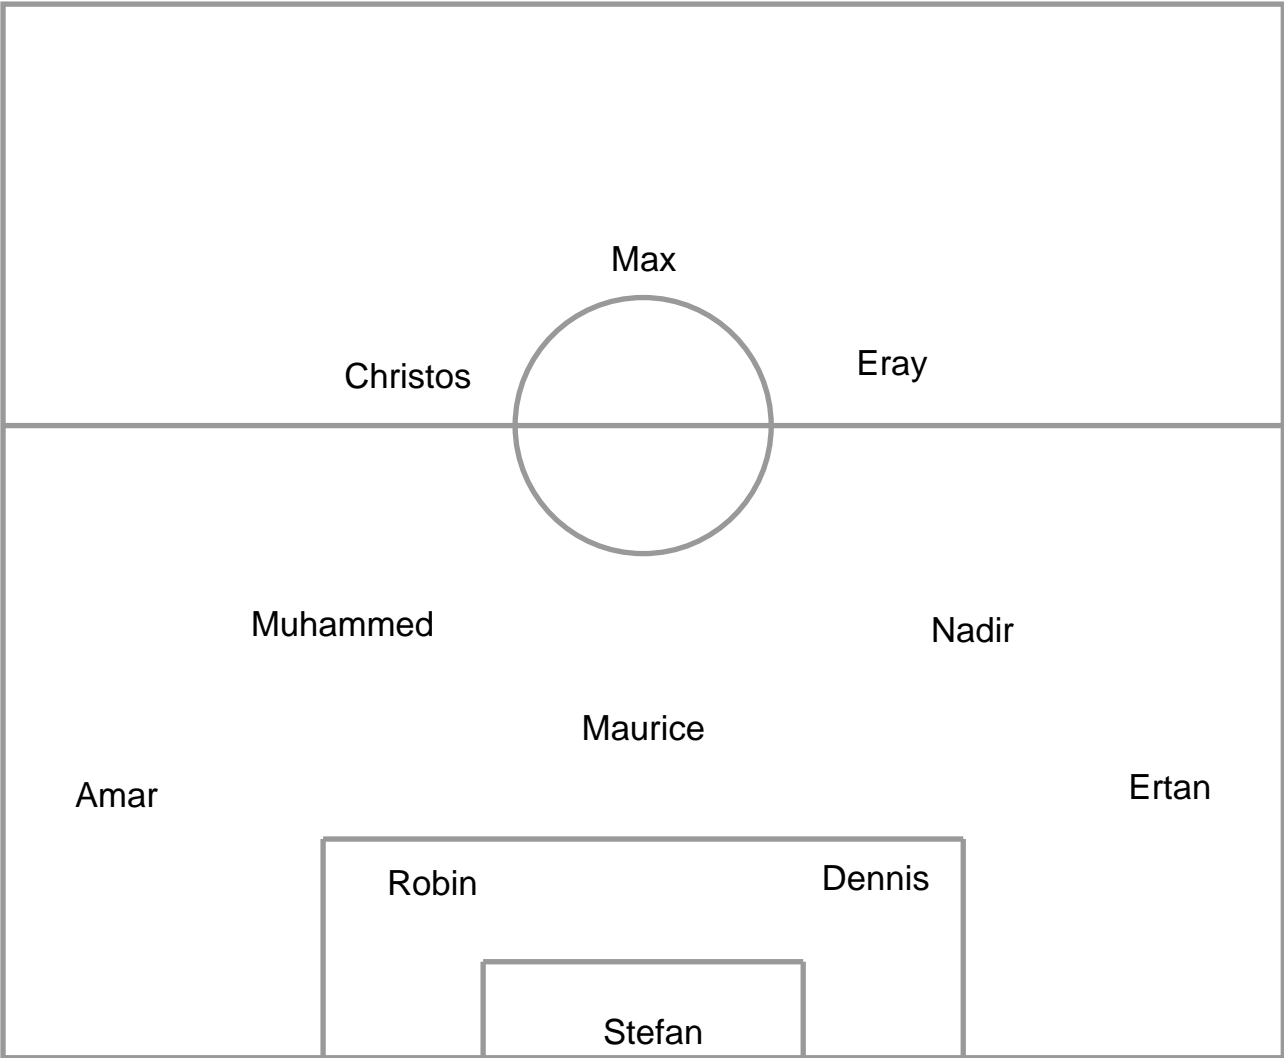 Max
Eray
Christos
Muhammed
Nadir
Maurice
Ertan
Amar
Dennis
Robin
Stefan